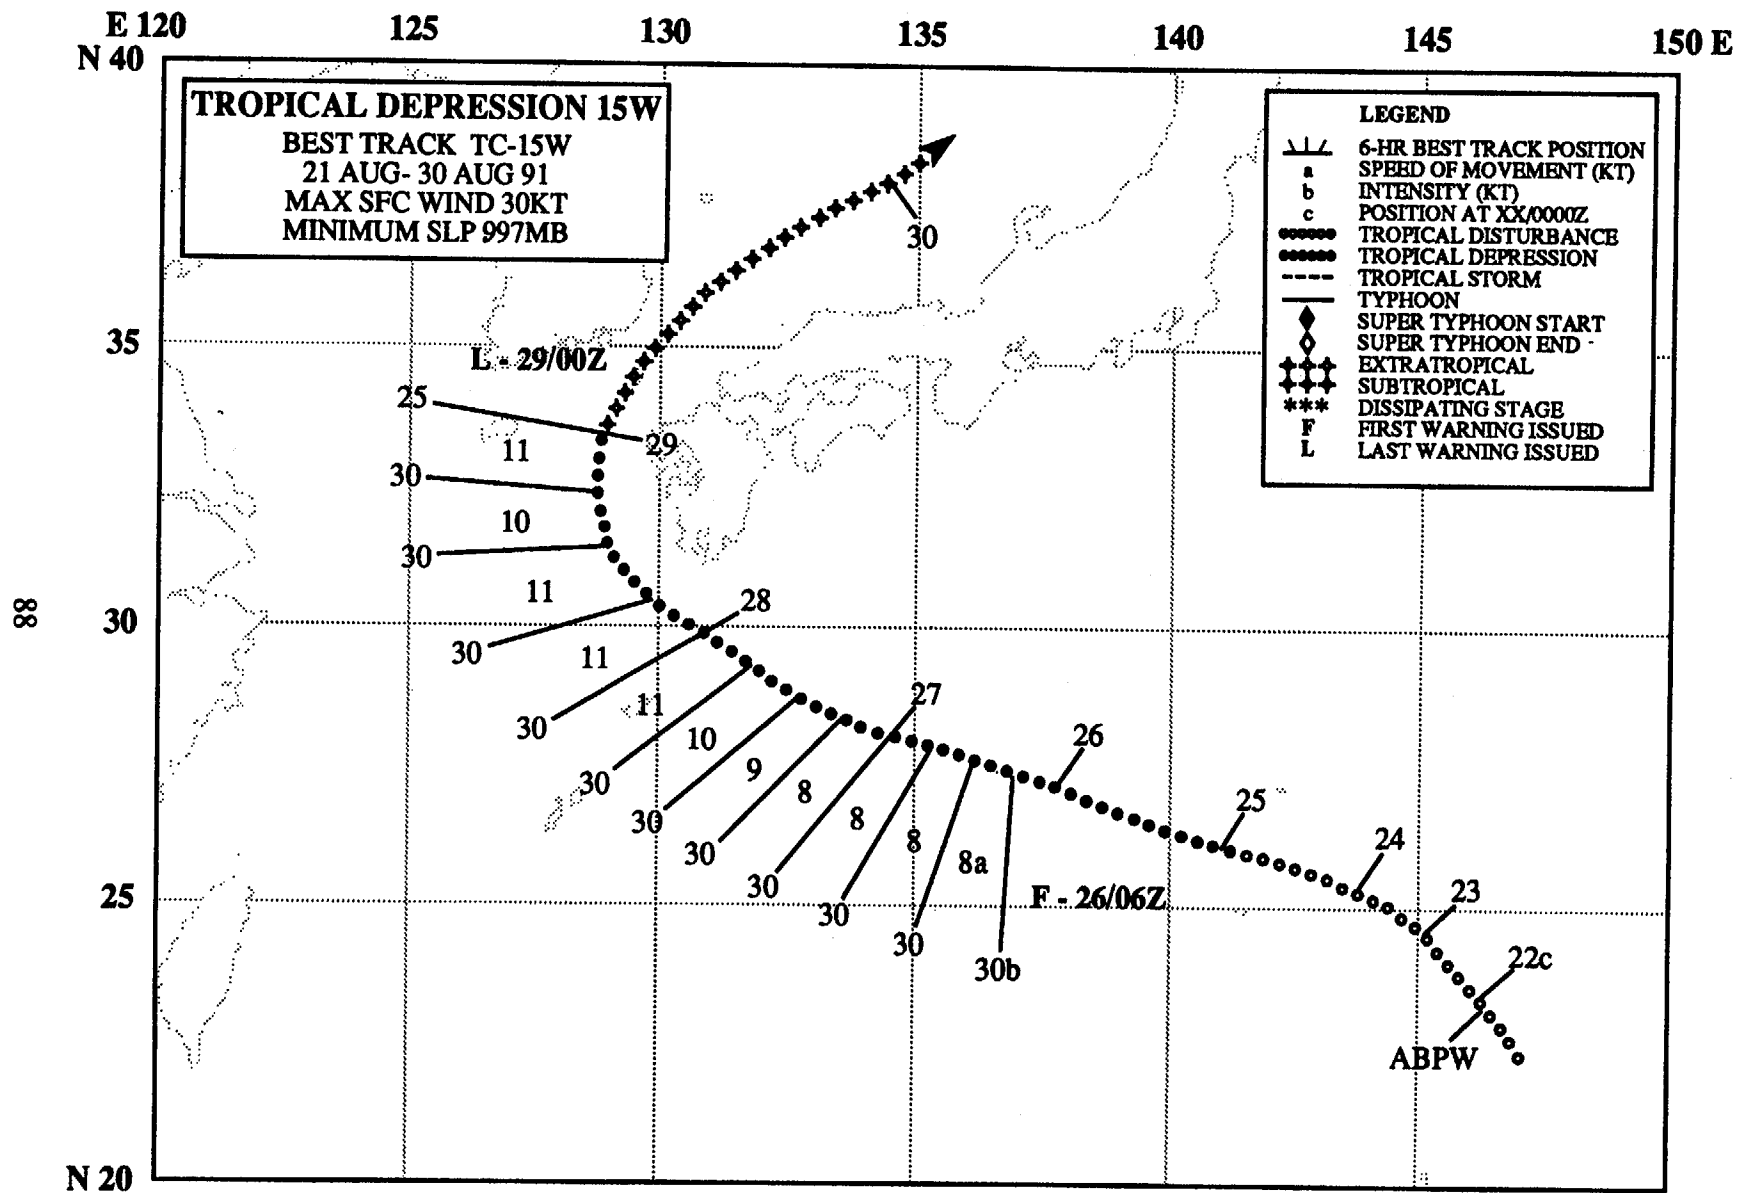 E 120 125 130 135 140 145 150 E
N 40
TROPICAL DEPRESSION 15W
BEST TRACK TC-15W
21 AUG- 30 AUG 91
MAX SFC WIND 30KT
MINIMUM SLP 997MB
LEGEND
6-HR BEST TRACK POSITION
a SPEED OF MOVEMENT (KT)
b INTENSITY (KT)
c POSITION AT XX/0000Z
TROPICAL DISTURBANCE
TROPICAL DEPRESSION
TROPICAL STORM
TYPHOON
SUPER TYPHOON START
SUPER TYPHOON END
EXTRATROPICAL
SUBTROPICAL
*** DISSIPATING STAGE
F FIRST WARNING ISSUED
L LAST WARNING ISSUED
30
35
L - 29/00Z
25
29
11
30
10
30
11
30
28
11
30
11
27
30
10
26
30
9
25
30
8
24
30
8
23
30
8
22c
30
8a
F - 26/06Z
30b
ABPW
30
25
N 20
88